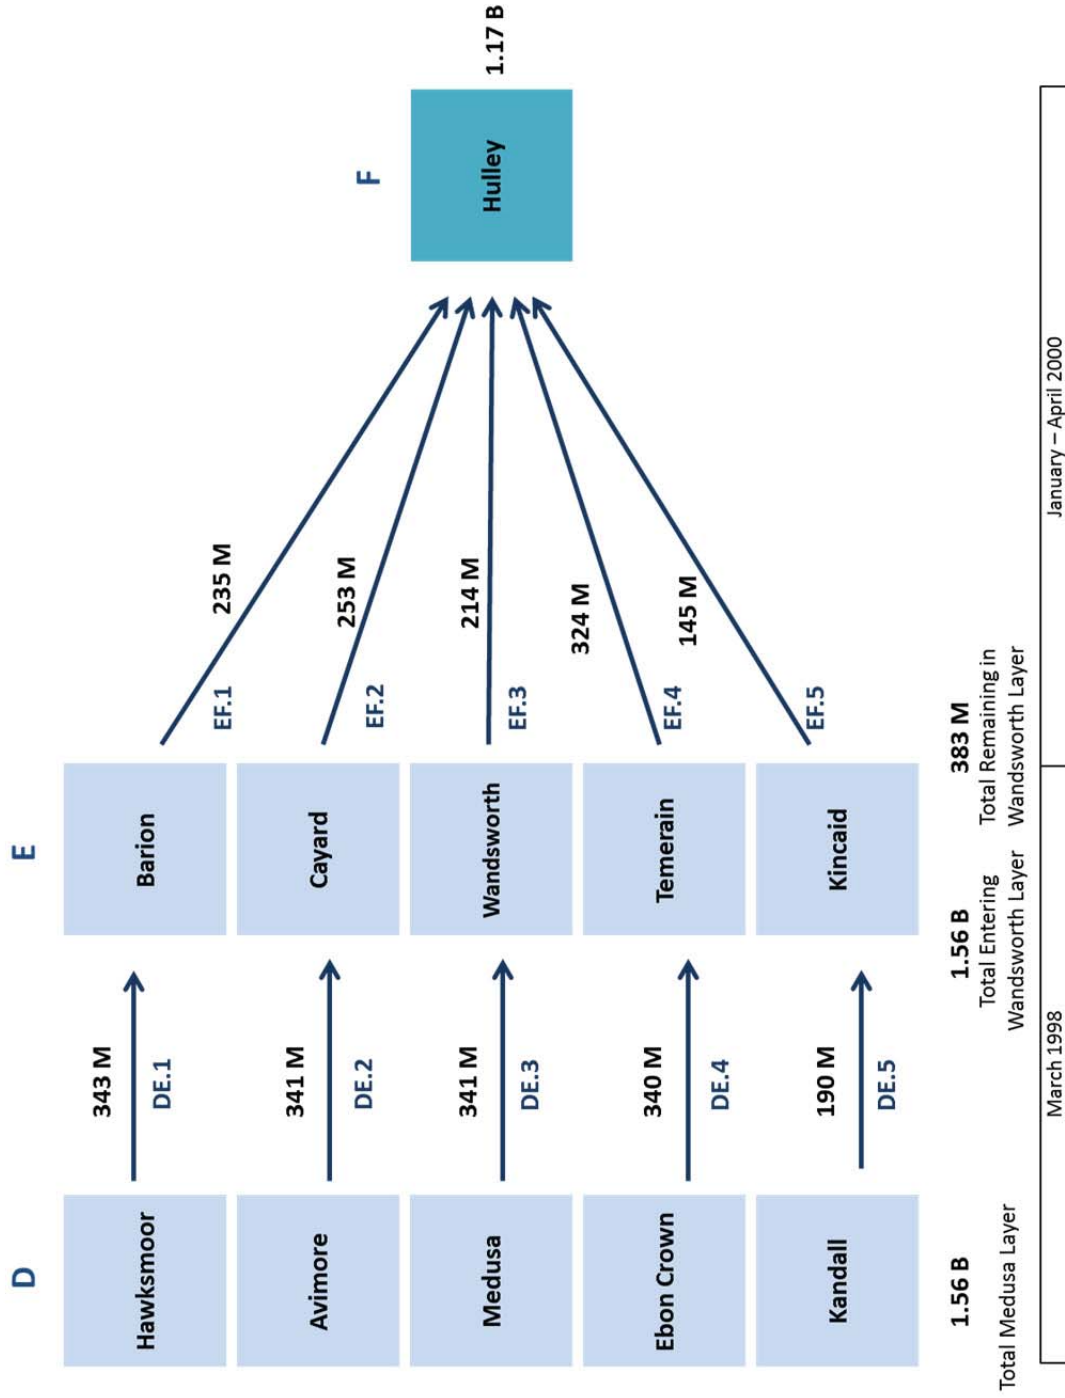 D
E
F
Hawksmoor
343 M
DE.1
Barion
EF.1
235 M
Avimore
341 M
DE.2
Cayard
EF.2
253 M
Medusa
341 M
DE.3
Wandsworth
EF.3
214 M
Hulley
1.17 B
Ebon Crown
340 M
DE.4
Temerain
EF.4
324 M
Kandall
190 M
DE.5
Kincaid
EF.5
145 M
1.56 B
Total Medusa Layer
1.56 B
Total Entering
Wandsworth Layer
383 M
Total Remaining in
Wandsworth Layer
March 1998
January – April 2000